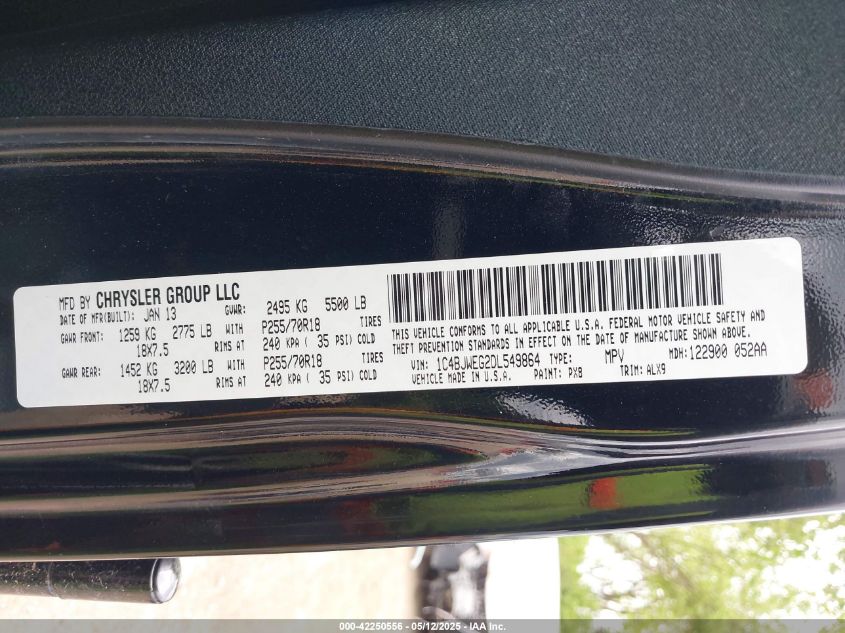 MFD BY CHRYSLER GROUP LLC
DATE OF MFR(BUILT): JAN 13 GVWR: 2495 KG 5500 LB
GAWR FRONT: 1259 KG 2775 LB WITH P255/70R18 TIRES
18X7.5 RIMS AT 240 KPA ( 35 PSI) COLD
GAWR REAR: 1452 KG 3200 LB WITH P255/70R18 TIRES
18X7.5 RIMS AT 240 KPA ( 35 PSI) COLD
THIS VEHICLE CONFORMS TO ALL APPLICABLE U.S.A. FEDERAL MOTOR VEHICLE SAFETY AND
THEFT PREVENTION STANDARDS IN EFFECT ON THE DATE OF MANUFACTURE SHOWN ABOVE.
VIN: 1C4BJWEG2DL549864 TYPE: MPV MDH:122900 052AA
VEHICLE MADE IN U.S.A. PAINT: PX8 TRIM: ALX9
000-42250556 - 05/12/2025 - IAA Inc.